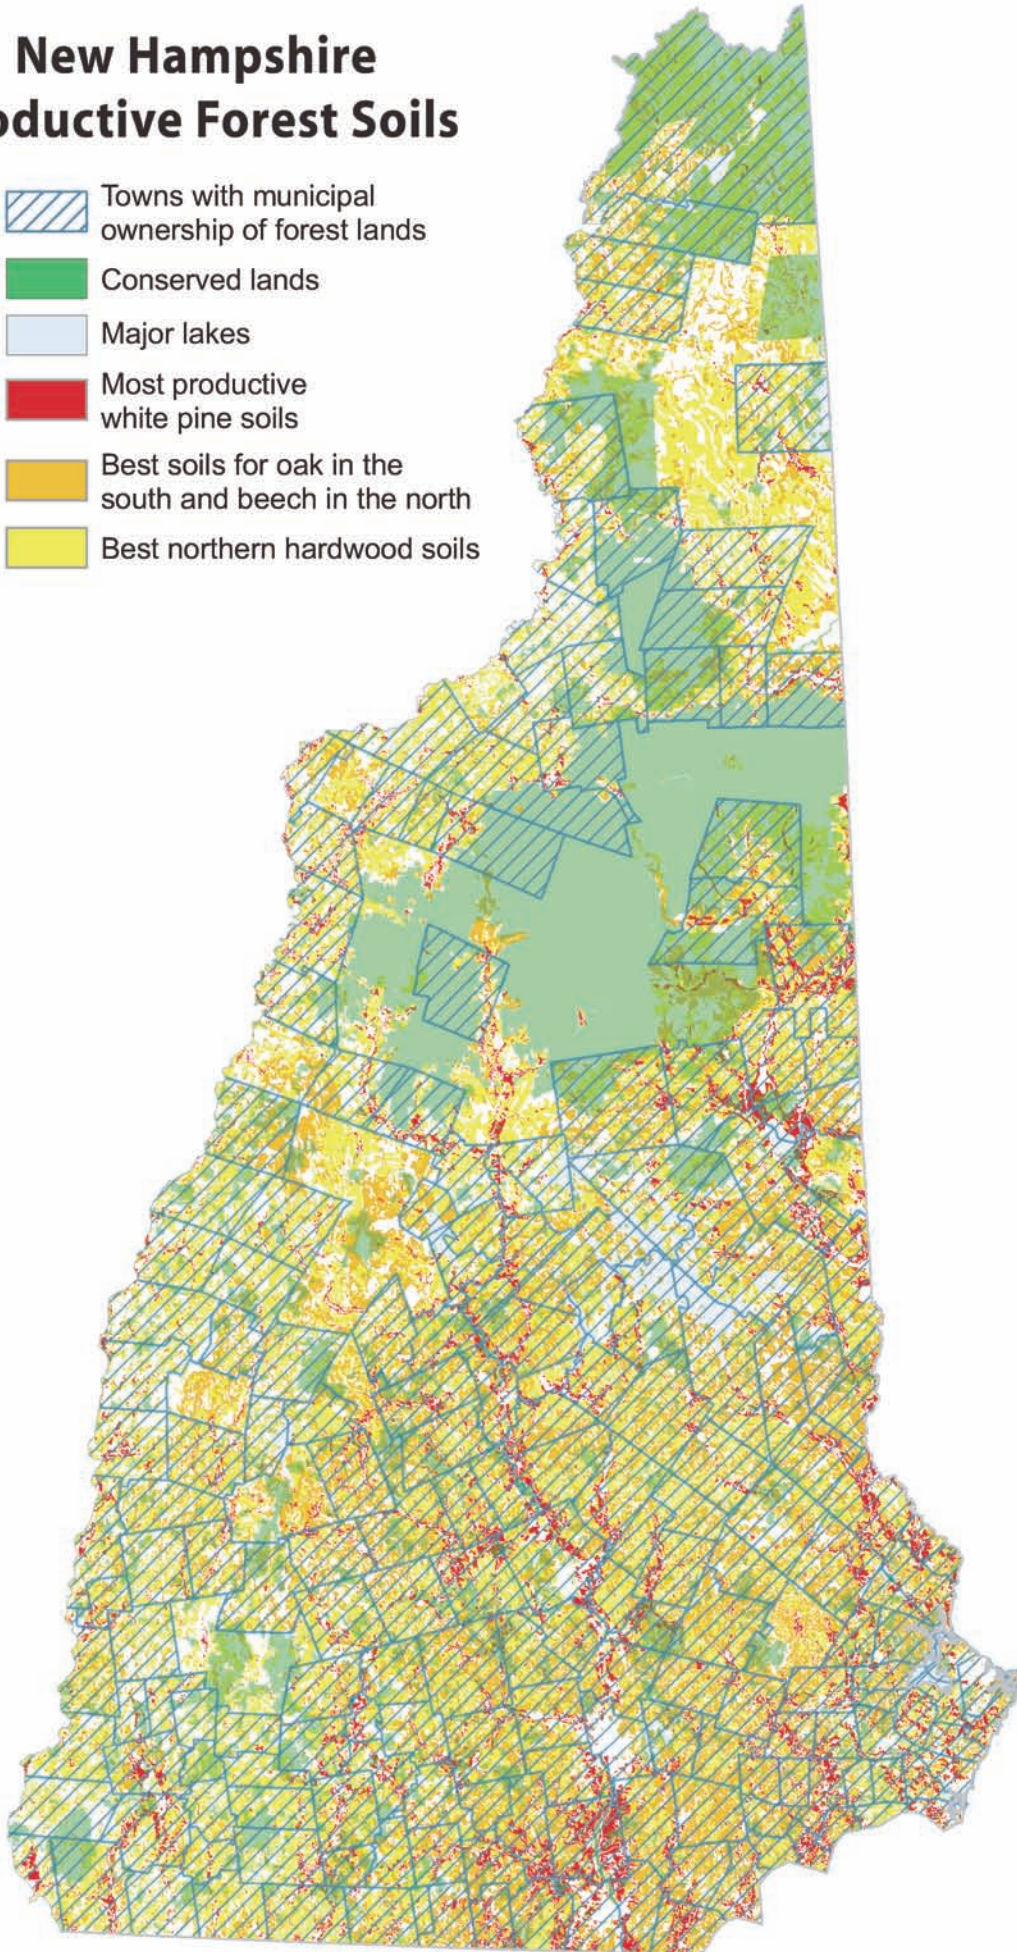 New Hampshire
oductive Forest Soils
Towns with municipal
ownership of forest lands
Conserved lands
Major lakes
Most productive
white pine soils
Best soils for oak in the
south and beech in the north
Best northern hardwood soils